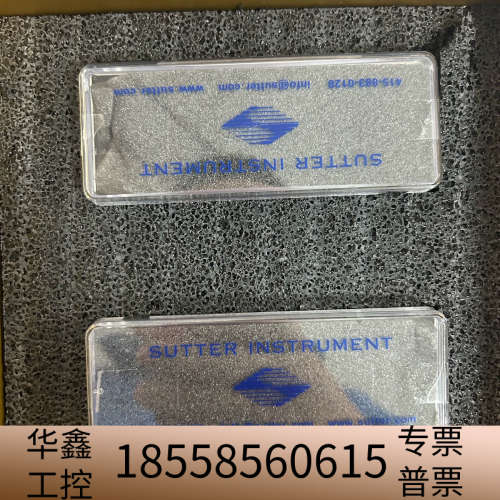 415-883-0128 info@sutter.com www.sutter.com
SUTTER INSTRUMENT
SUTTER INSTRUMENT
华鑫 18558560615 专票
工控 普票